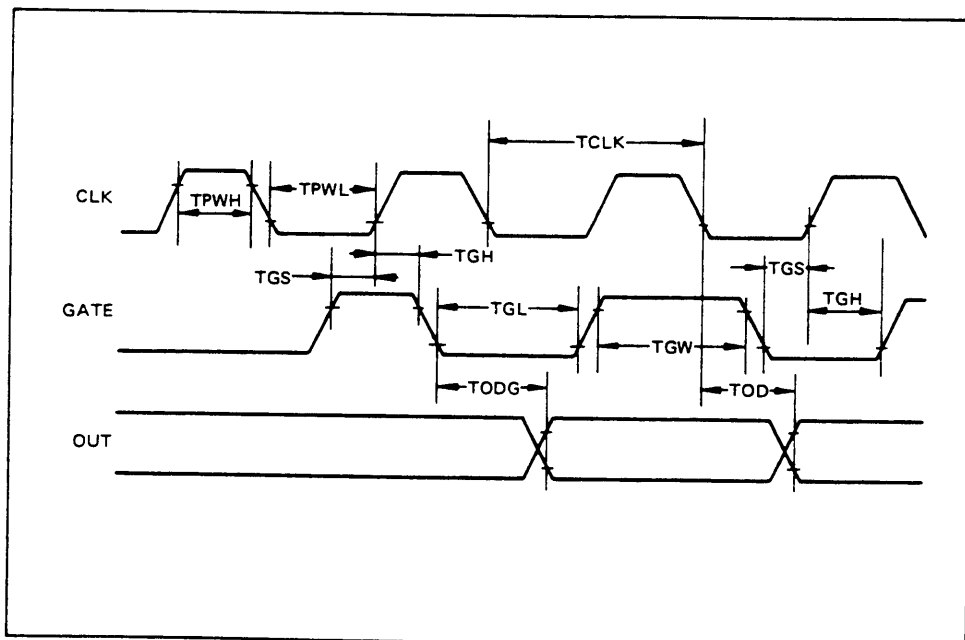 TCLK
CLK
TPWH
TPWL
TGS
TGH
TGS
TGH
GATE
TGL
TGW
TODG
TOD
OUT